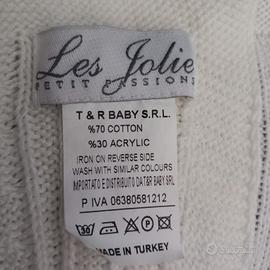 Les Jolie
PETIT PASSIONS
T & R BABY S.R.L.
%70 COTTON
%30 ACRYLIC
IRON ON REVERSE SIDE
WASH WITH SIMILAR COLOURS
IMPORTATO E DISTRIBUITO DA T&R BABY SRL
P IVA 06380581212
MADE IN TURKEY
subito